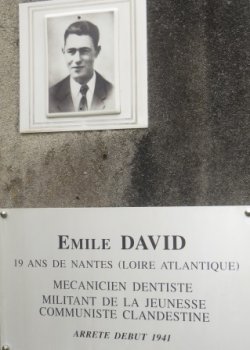 EMILE DAVID
19 ANS DE NANTES (LOIRE ATLANTIQUE)
MECANICIEN DENTISTE
MILITANT DE LA JEUNESSE
COMMUNISTE CLANDESTINE
ARRETE DEBUT 1941